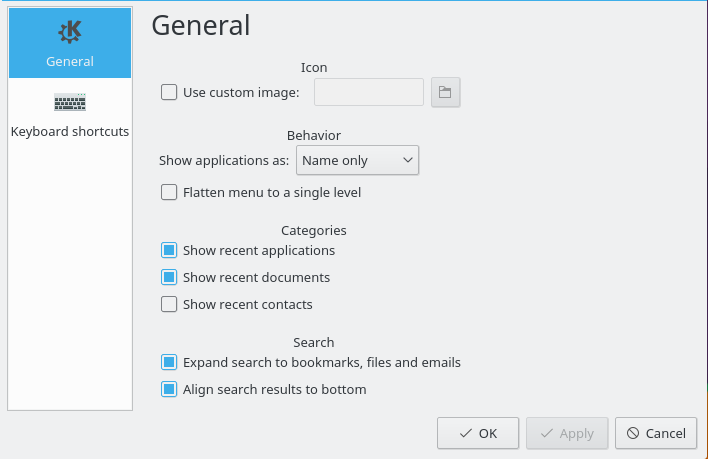 General
Keyboard shortcuts
General
Icon
Use custom image:
Behavior
Show applications as: Name only
Flatten menu to a single level
Categories
Show recent applications
Show recent documents
Show recent contacts
Search
Expand search to bookmarks, files and emails
Align search results to bottom
OK Apply Cancel